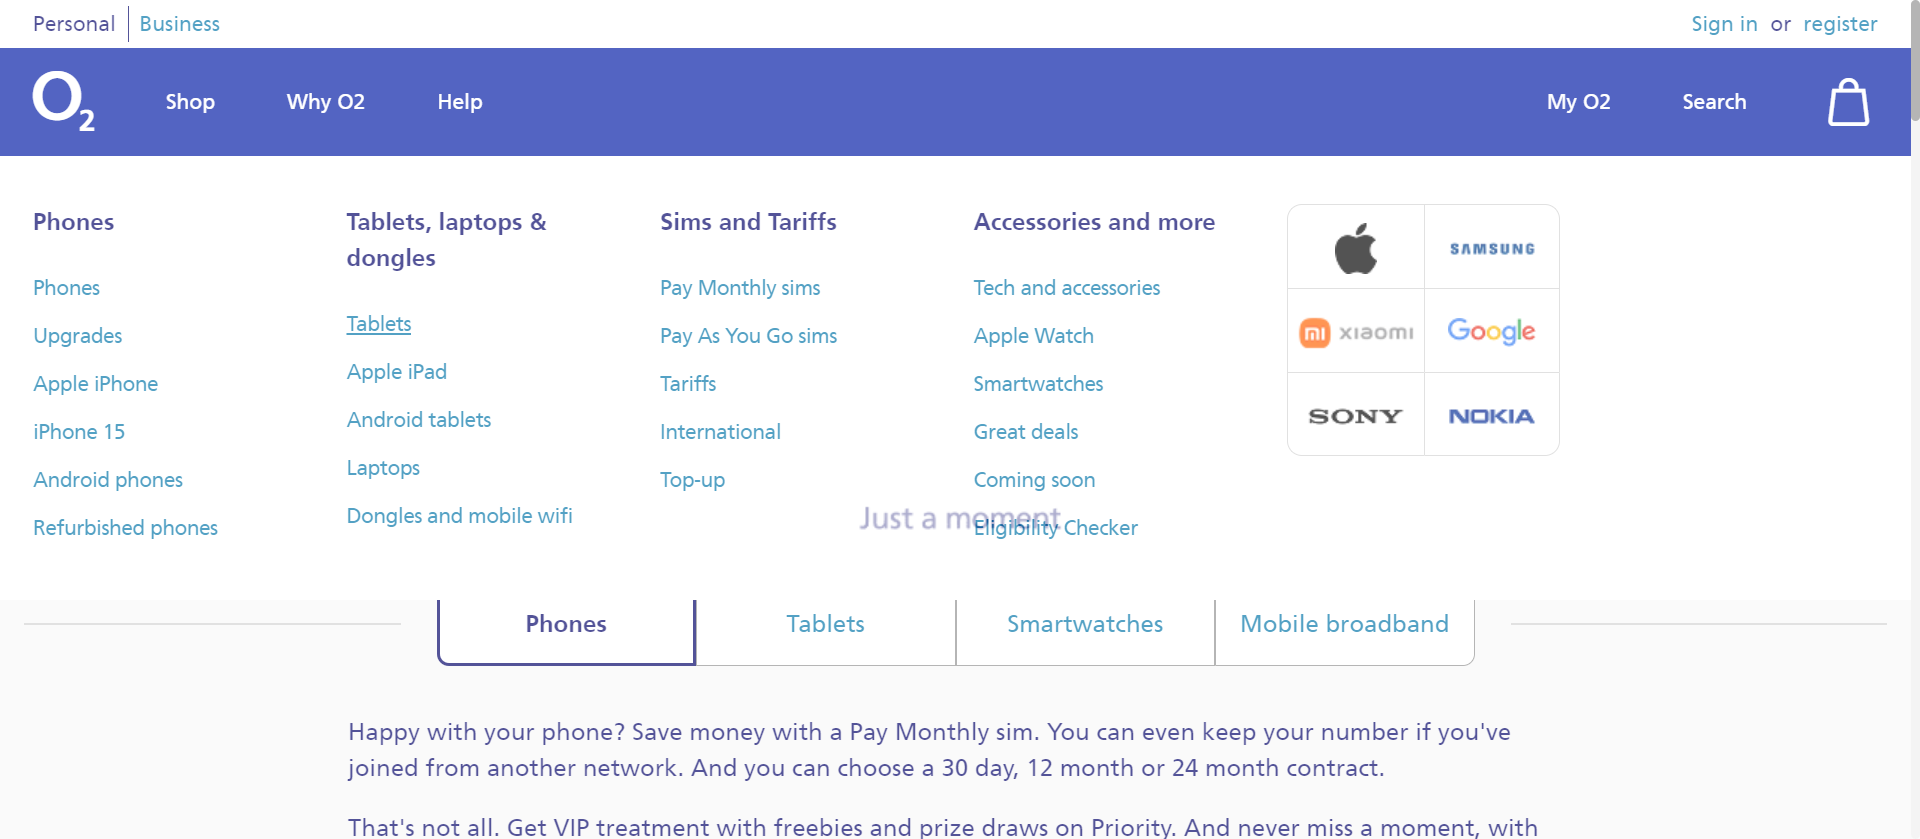 Personal Business Sign in or register
O2 Shop Why O2 Help My O2 Search
Phones
Phones
Upgrades
Apple iPhone
iPhone 15
Android phones
Refurbished phones
Tablets, laptops &
dongles
Tablets
Apple iPad
Android tablets
Laptops
Dongles and mobile wifi
Sims and Tariffs
Pay Monthly sims
Pay As You Go sims
Tariffs
International
Top-up
Accessories and more
Tech and accessories
Apple Watch
Smartwatches
Great deals
Coming soon
Eligibility Checker
SAMSUNG
mi xiaomi Google
SONY NOKIA
Just a moment
Phones Tablets Smartwatches Mobile broadband
Happy with your phone? Save money with a Pay Monthly sim. You can even keep your number if you've
joined from another network. And you can choose a 30 day, 12 month or 24 month contract.
That's not all. Get VIP treatment with freebies and prize draws on Priority. And never miss a moment, with